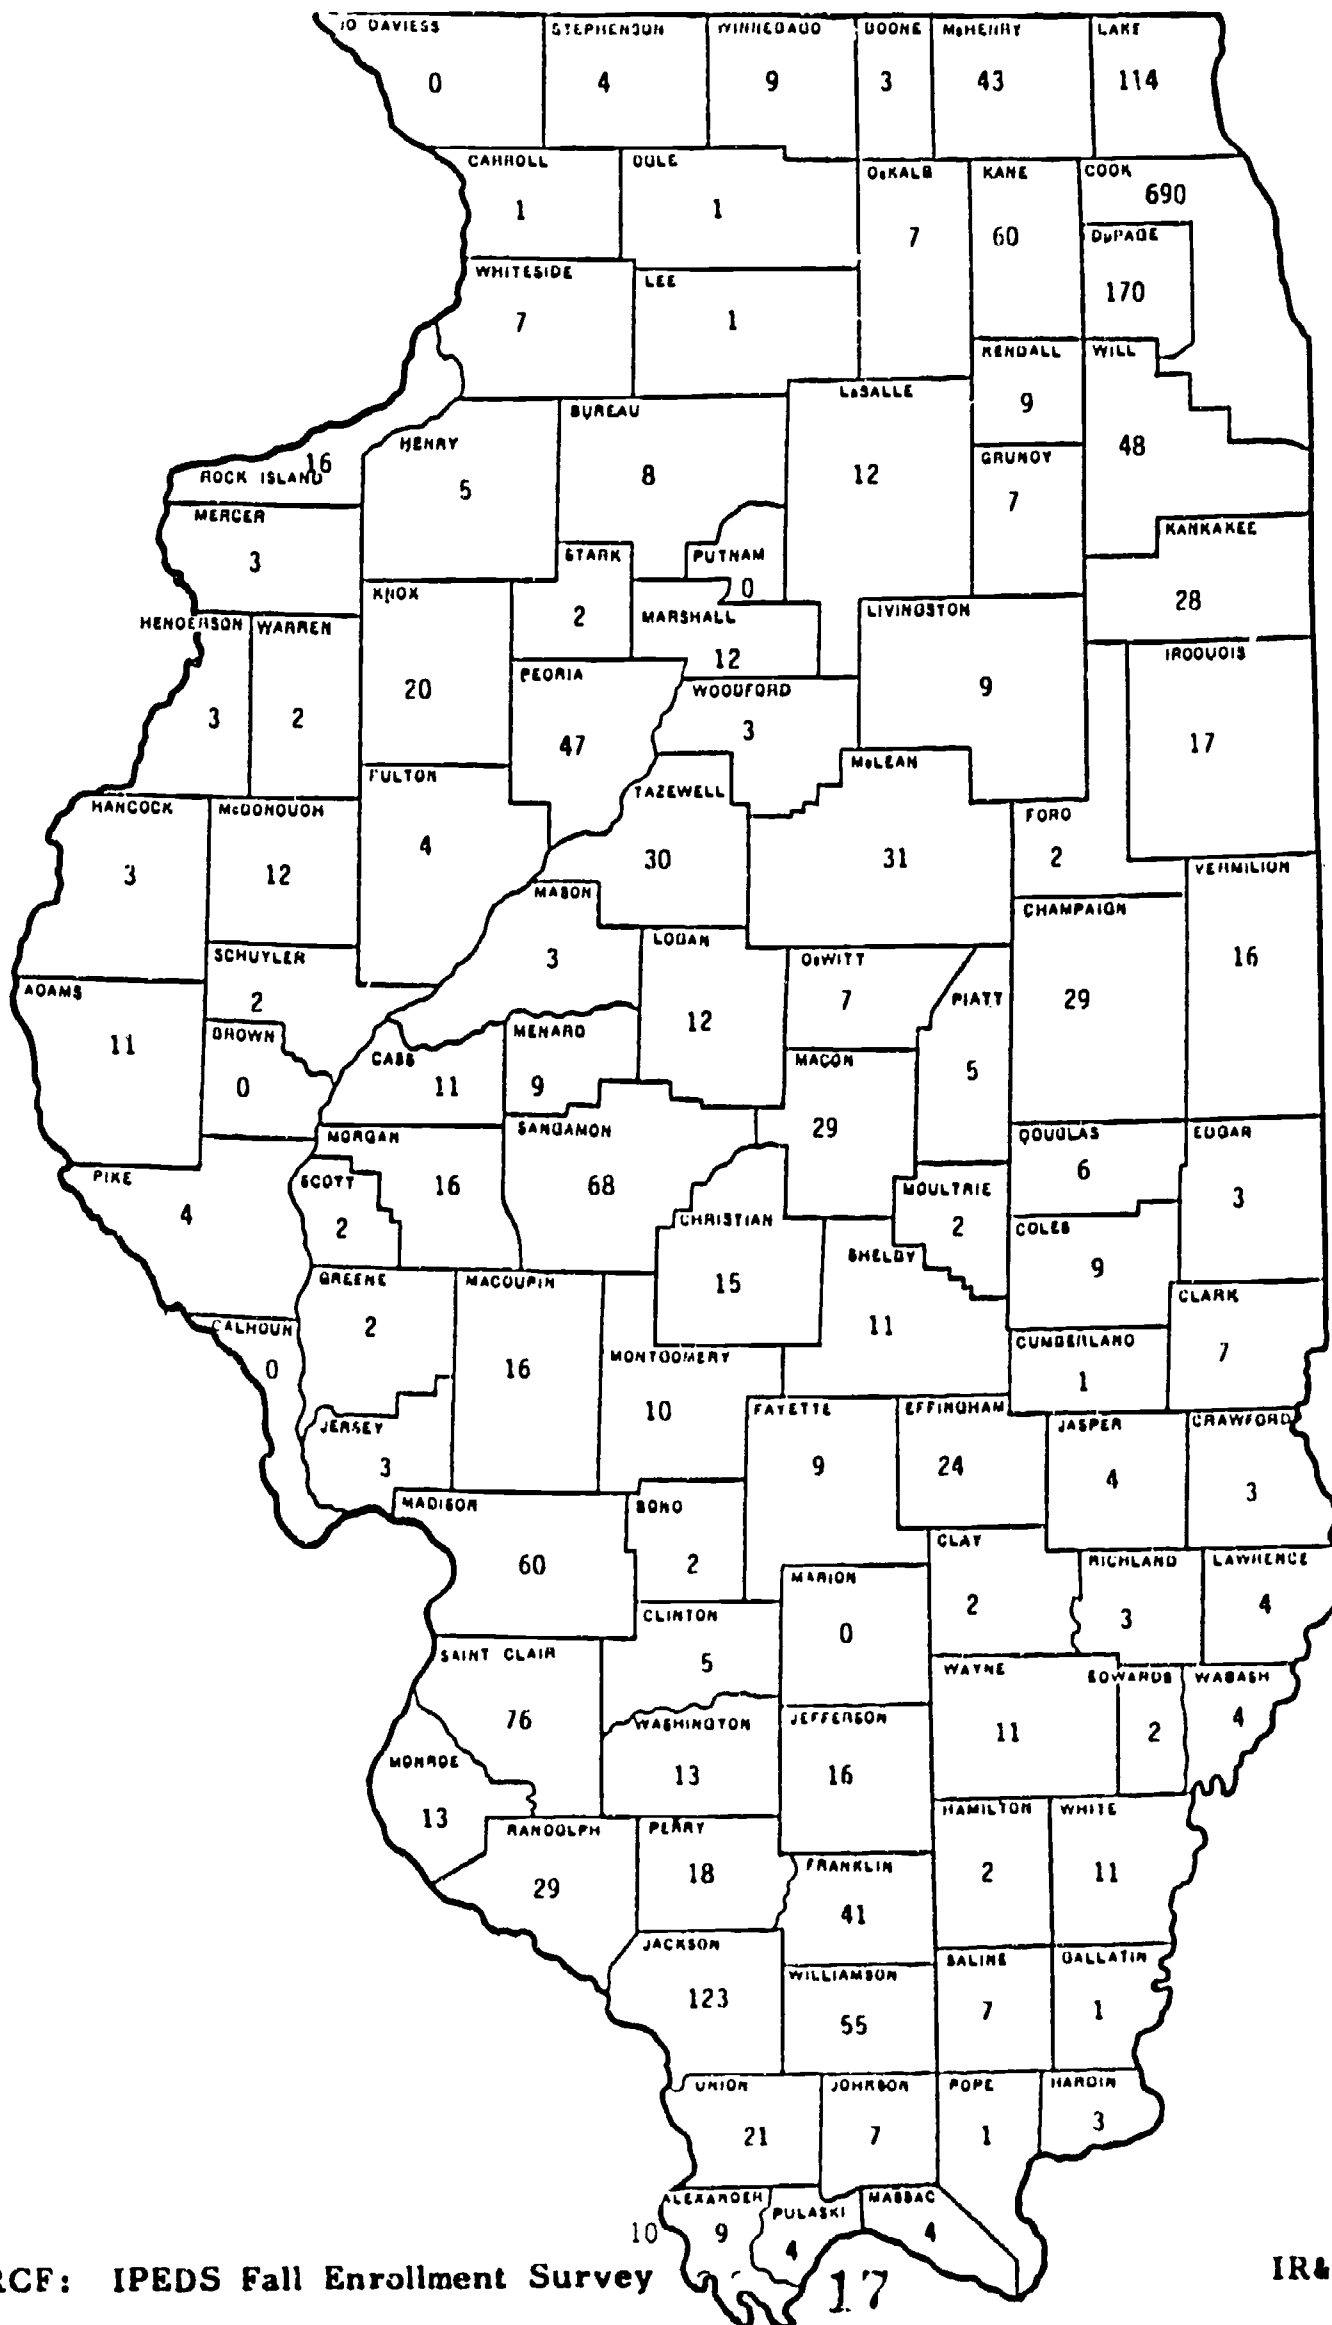 JO DAVIESS STEPHENSON WINNEBAGO BOONE McHENRY LAKE
0 4 9 3 43 114
CARROLL OGLE DeKALB KANE COOK
1 1 7 60 690
DuPAGE
170
WHITESIDE LEE
7 1
KENDALL WILL
9 48
BUREAU LaSALLE
8 12
HENRY
5
ROCK ISLAND
16
GRUNDY
7
MERCER
3
KANKAKEE
28
STARK PUTNAM
2 0
KNOX MARSHALL LIVINGSTON
20 12 9
HENDERSON WARREN
3 2
IROQUOIS
17
PEORIA WOODFORD
47 3
McLEAN
31
FULTON TAZEWELL
4 30
HANCOCK McDONOUGH
3 12
FORD
2
VERMILION
16
MASON
3
CHAMPAIGN
29
LOGAN
12
SCHUYLER DeWITT
2 7
ADAMS PIATT
11 5
BROWN MENARD
0 9
CASS MACON
11 29
MORGAN SANGAMON DOUGLAS EDGAR
16 68 6 3
PIKE SCOTT MOULTRIE
4 2 2
CHRISTIAN COLES
15 9
SHELBY
11
GREENE MACOUPIN
2 16
CLARK
7
CALHOUN CUMBERLAND
0 1
MONTGOMERY
10
FAYETTE EFFINGHAM
9 24
JERSEY JASPER CRAWFORD
3 4 3
MADISON BOND
60 2
CLAY RICHLAND LAWRENCE
2 3 4
MARION
0
CLINTON
5
SAINT CLAIR WAYNE EDWARDS WABASH
76 11 2 4
WASHINGTON JEFFERSON
13 16
MONROE
13
HAMILTON WHITE
2 11
RANDOLPH PERRY
29 18
FRANKLIN
41
JACKSON SALINE GALLATIN
123 7 1
WILLIAMSON
55
UNION JOHNSON POPE HARDIN
21 7 1 3
ALEXANDER PULASKI MASSAC
10 9 4 4
RCE: IPEDS Fall Enrollment Survey
17
IR&